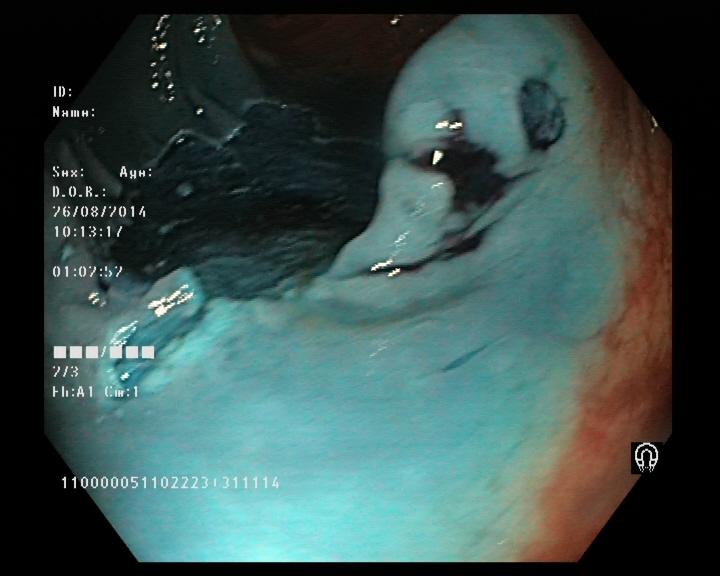 ID:
Name:
Sex: Age:
D.O.B.:
26/08/2014
10:13:17
01:02:52
■■■/■■■
2/3
Eh:A1 Cm:1
110000051102223+311114